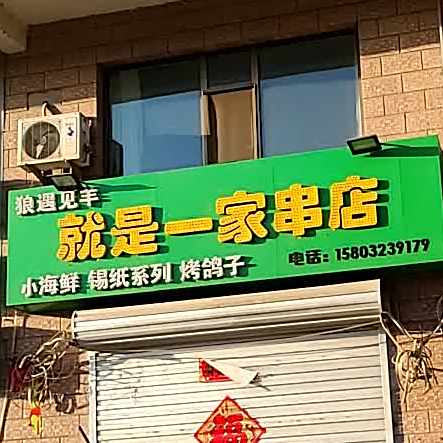 狼遇见羊
就是一家串店
小海鲜 锡纸系列 烤鸽子
电话：15803239179
福